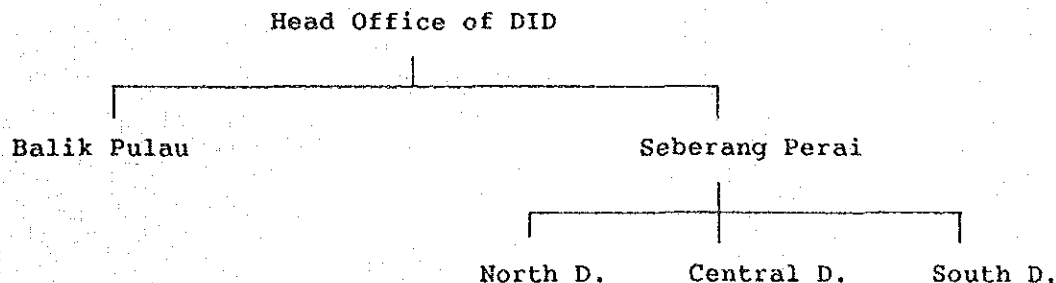 Head Office of DID
Balik Pulau Seberang Perai
North D. Central D. South D.